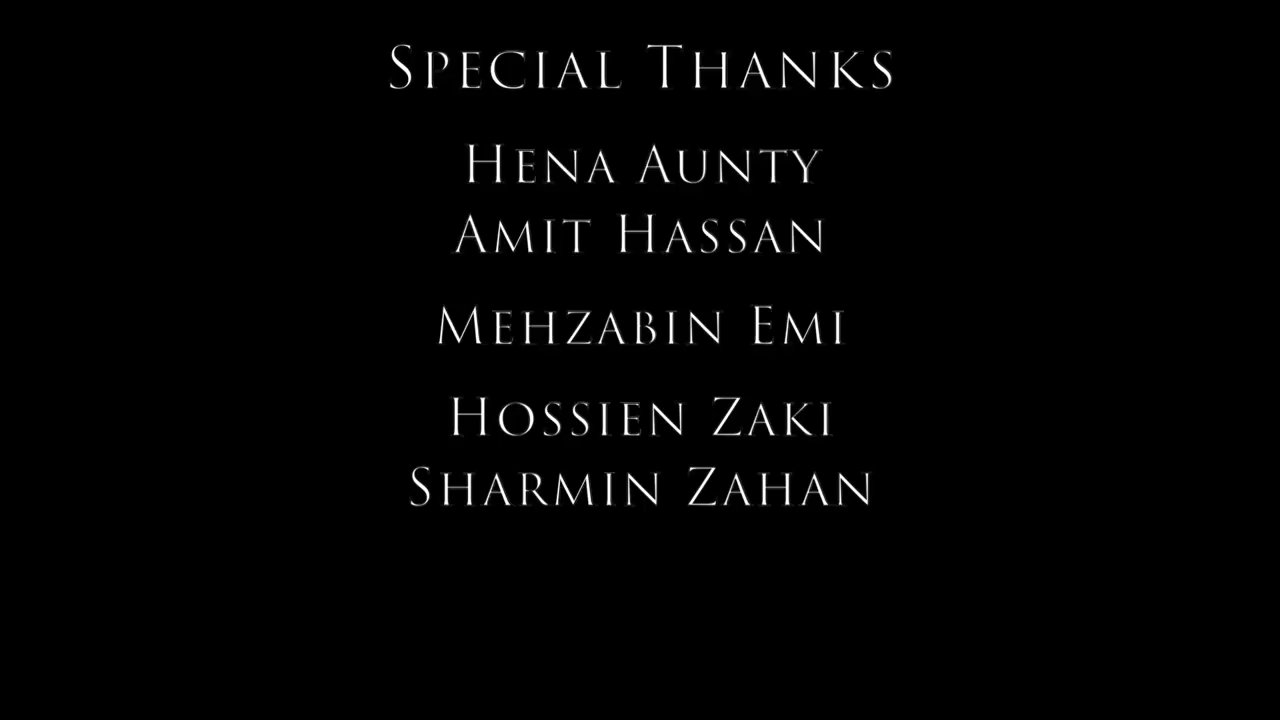 Special Thanks
Hena Aunty
Amit Hassan
Mehzabin Emi
Hossien Zaki
Sharmin Zahan